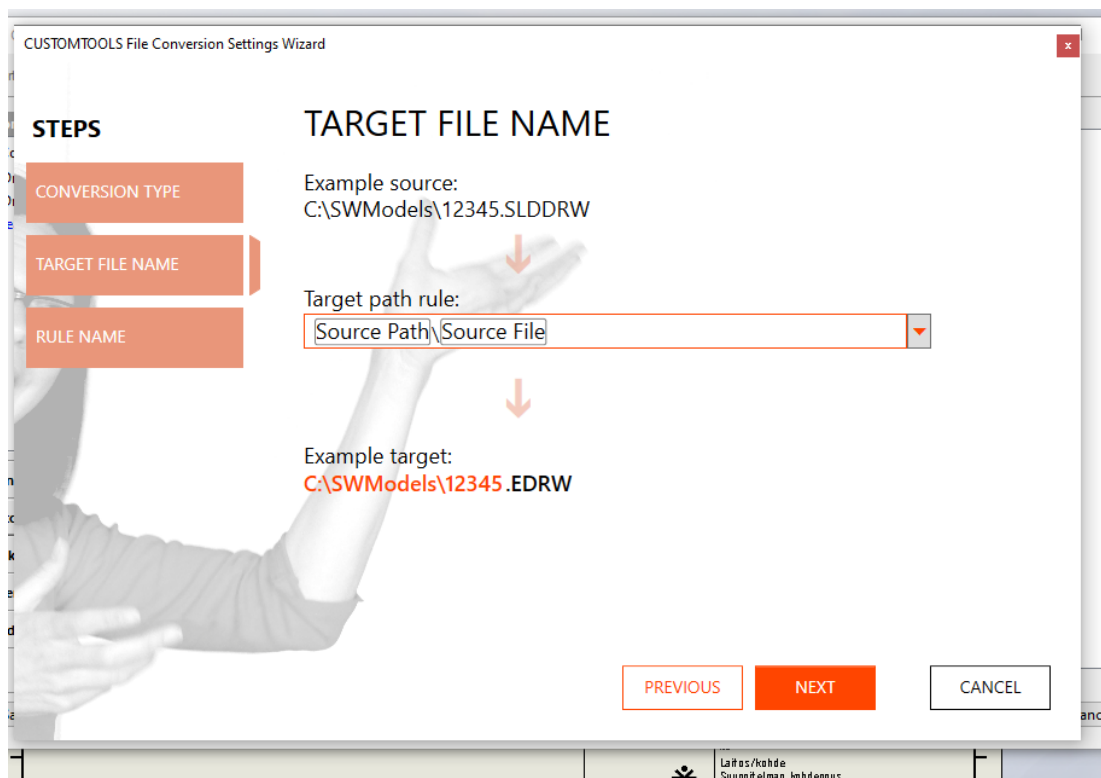 CUSTOMTOOLS File Conversion Settings Wizard
x
STEPS
CONVERSION TYPE
TARGET FILE NAME
RULE NAME
TARGET FILE NAME
Example source:
C:\SWModels\12345.SLDDRW
Target path rule:
Source Path\Source File
Example target:
C:\SWModels\12345.EDRW
PREVIOUS
NEXT
CANCEL
Laitos/kohde
Suunnitelman kohdennus